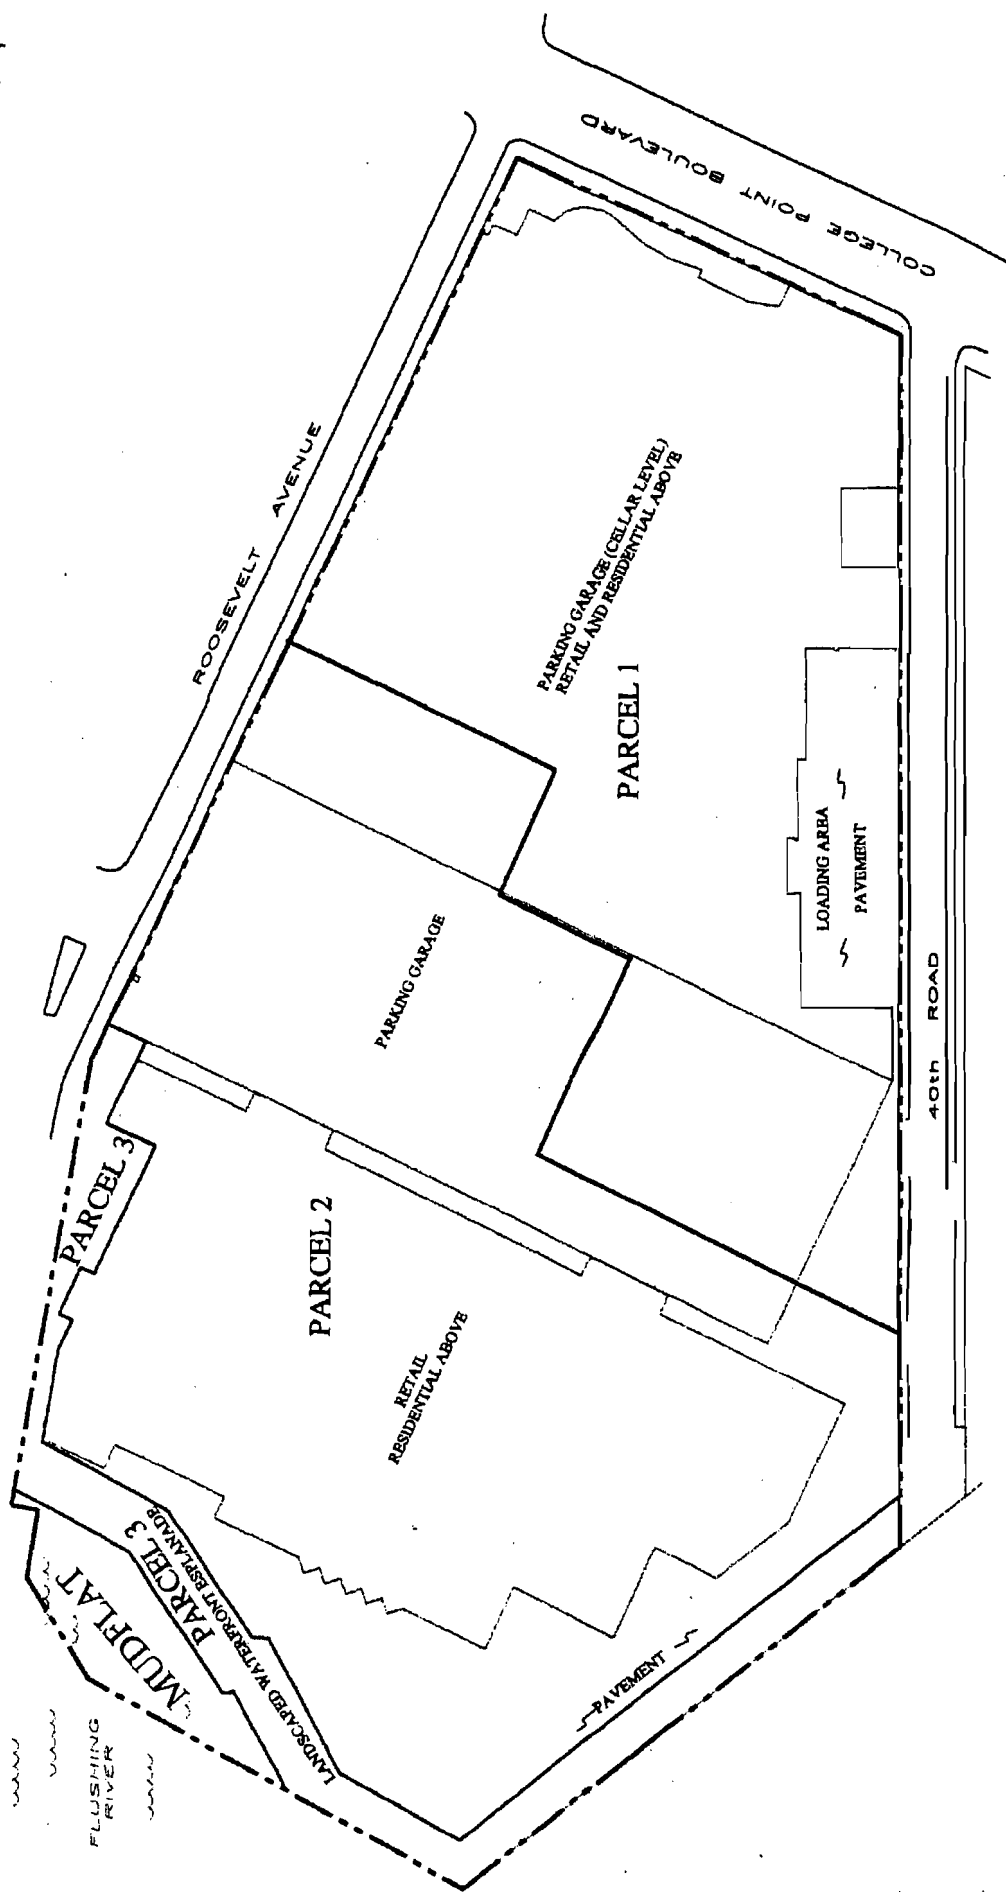 COLLEGE POINT BOULEVARD
ROOSEVELT AVENUE
PARKING GARAGE (CELLAR LEVEL)
RETAIL AND RESIDENTIAL ABOVE
PARCEL 1
LOADING AREA
PAVEMENT
40th ROAD
PARKING GARAGE
PARCEL 3
PARCEL 2
RETAIL
RESIDENTIAL ABOVE
MUDFLAT
PARCEL 3
LANDSCAPED WATERFRONT ESPLANADE
PAVEMENT
FLUSHING
RIVER